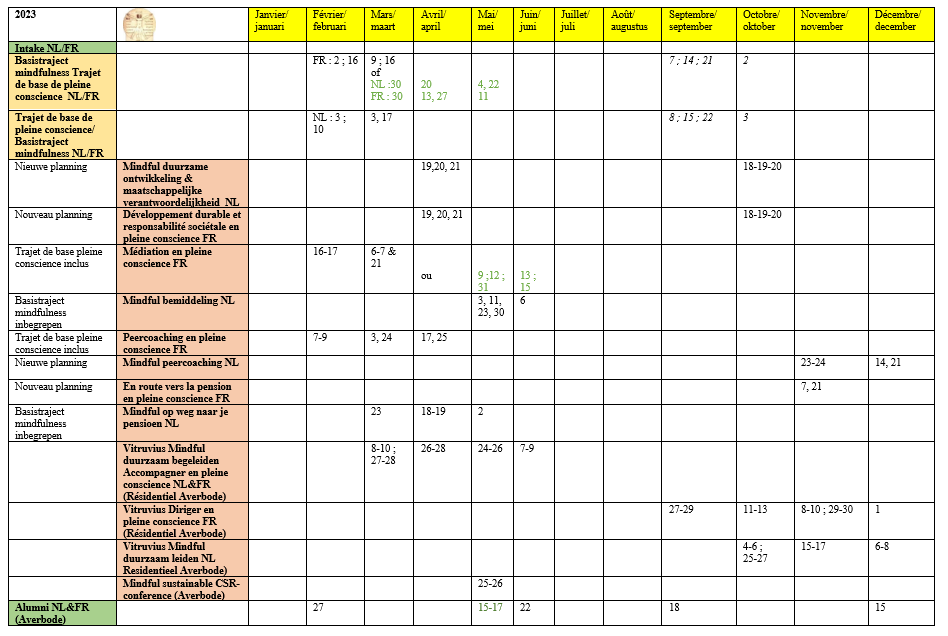 2023
Janvier/ januari
Février/ februari
Mars/ maart
Avril/ april
Mai/ mei
Juin/ juni
Juillet/ juli
Août/ augustus
Septembre/ september
Octobre/ oktober
Novembre/ november
Décembre/ december
Intake NL/FR
Basistraject
mindfulness Trajet
de base de pleine
conscience NL/FR
FR : 2 ; 16
9 ; 16
of
NL :30
FR : 30
20
13, 27
4, 22
11
7 ; 14 ; 21
2
Trajet de base de
pleine conscience/
Basistraject
mindfulness NL/FR
NL : 3 ;
10
3, 17
8 ; 15 ; 22
3
Nieuwe planning
Mindful duurzame
ontwikkeling &
maatschappelijke
verantwoordelijkheid NL
19,20, 21
18-19-20
Nouveau planning
Développement durable et
responsabilité sociétale en
pleine conscience FR
19, 20, 21
18-19-20
Trajet de base pleine
conscience inclus
Médiation en pleine
conscience FR
16-17
6-7 &
21
ou
9 ;12 ;
31
13 ;
15
Basistraject
mindfulness
inbegrepen
Mindful bemiddeling NL
3, 11,
23, 30
6
Trajet de base pleine
conscience inclus
Peercoaching en pleine
conscience FR
7-9
3, 24
17, 25
Nieuwe planning
Mindful peercoaching NL
23-24
14, 21
Nouveau planning
En route vers la pension
en pleine conscience FR
7, 21
Basistraject
mindfulness
inbegrepen
Mindful op weg naar je
pensioen NL
23
18-19
2
Vitruvius Mindful
duurzaam begeleiden
Accompagner en pleine
conscience NL&FR
(Résidentiel Averbode)
8-10 ;
27-28
26-28
24-26
7-9
Vitruvius Diriger en
pleine conscience FR
(Résidentiel Averbode)
27-29
11-13
8-10 ; 29-30
1
Vitruvius Mindful
duurzaam leiden NL
Residentieel Averbode)
4-6 ;
25-27
15-17
6-8
Mindful sustainable CSR-
conference (Averbode)
25-26
Alumni NL&FR
(Averbode)
27
15-17
22
18
15